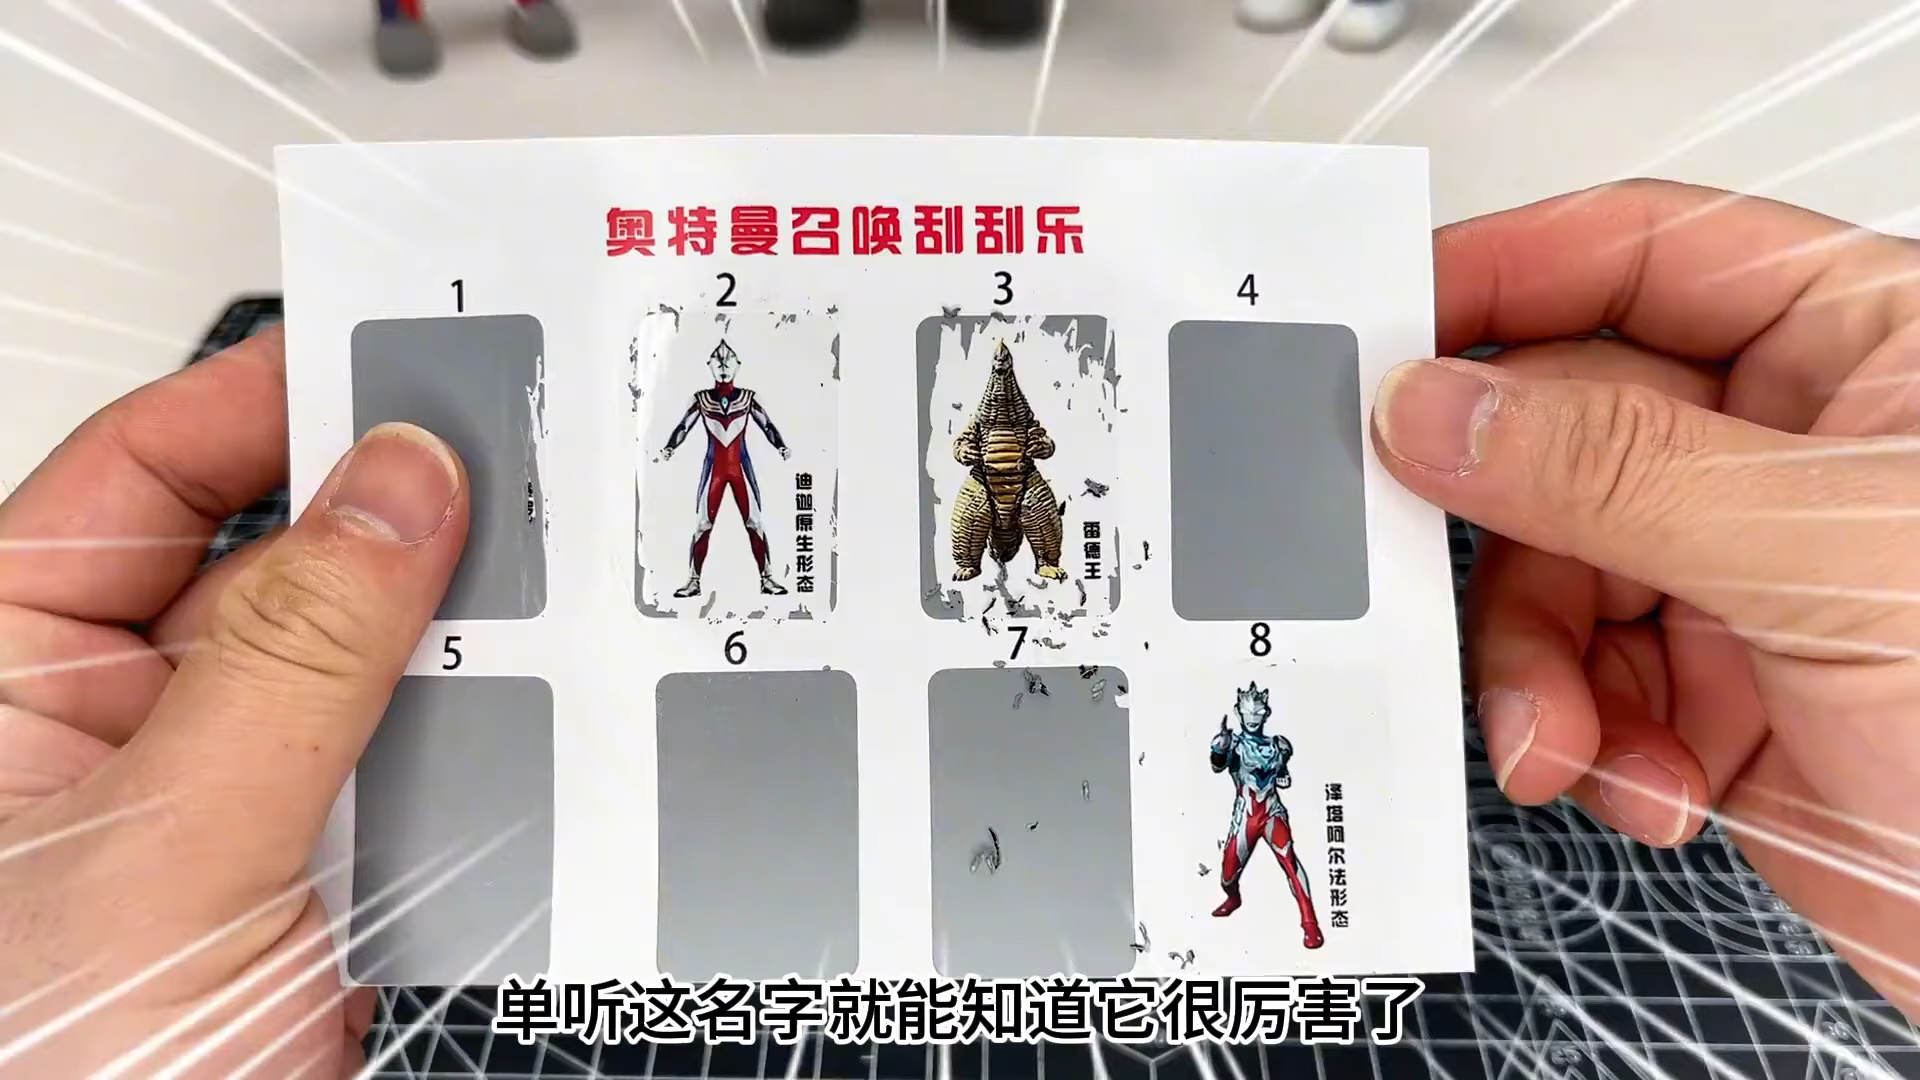 奥特曼召唤刮刮乐
1 2 3 4
迪迦原生形态
雷德王
5 6 7 8
泽塔阿尔法形态
单听这名字就能知道它很厉害了